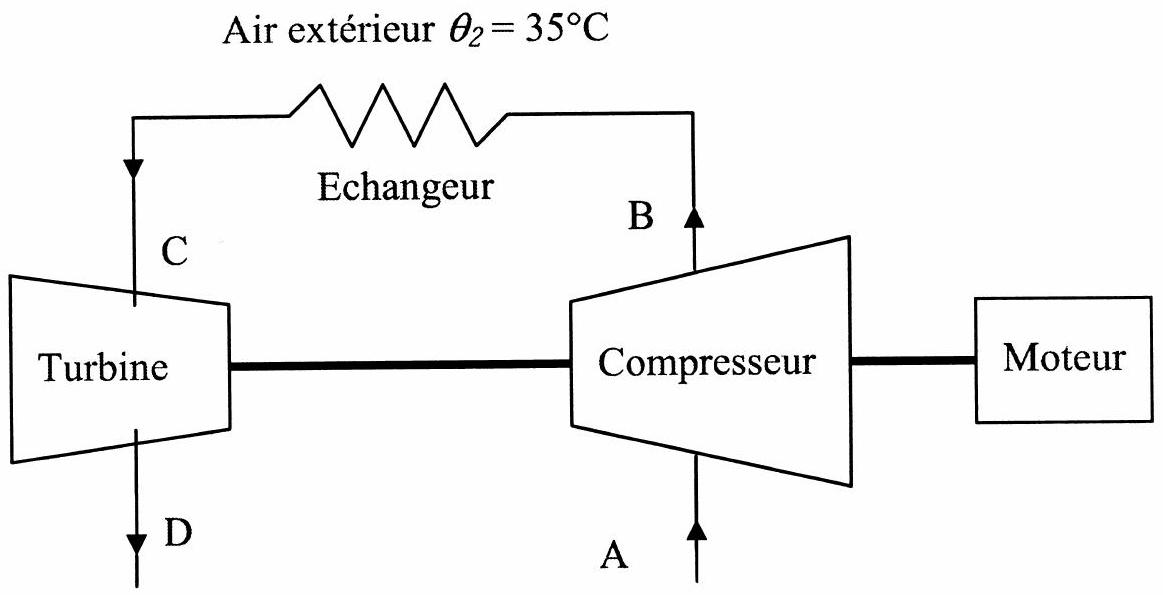 Air extérieur θ₂ = 35°C
Echangeur
B
C
Turbine
Compresseur
Moteur
D
A